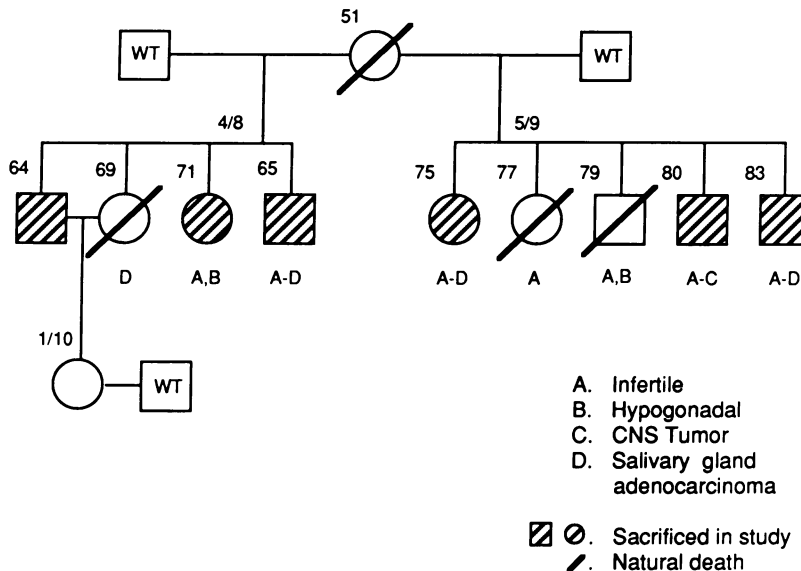 51
WT
WT
4/8
5/9
64
69
71
65
75
77
79
80
83
D
A,B
A-D
A-D
A
A,B
A-C
A-D
1/10
WT
A. Infertile
B. Hypogonadal
C. CNS Tumor
D. Salivary gland
adenocarcinoma
. Sacrificed in study
. Natural death